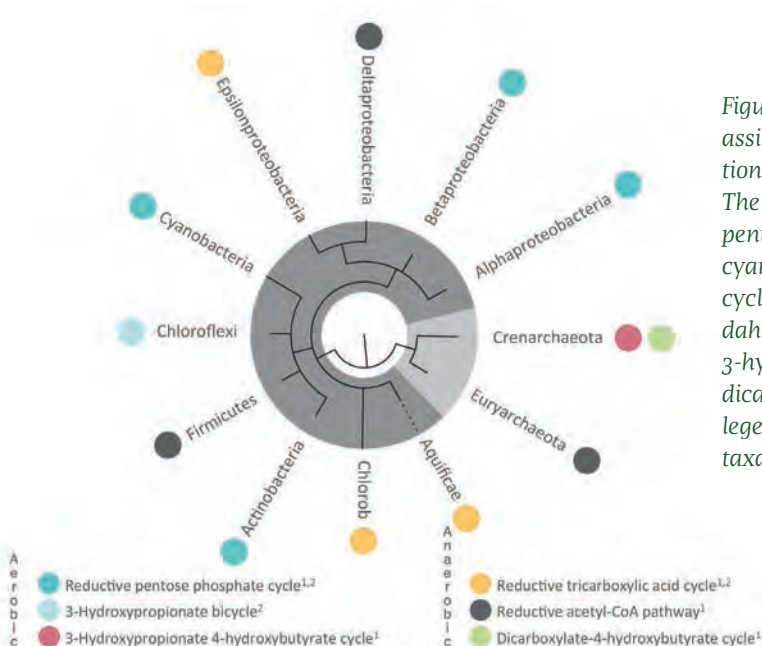 Deltaproteobacteria
Epsilonproteobacteria
Betaproteobacteria
Cyanobacteria
Alphaproteobacteria
Chloroflexi
Crenarchaeota
Firmicutes
Euryarchaeota
Actinobacteria
Chlorob
Aquificae
Aerobic
Reductive pentose phosphate cycle1,2
3-Hydroxypropionate bicycle2
3-Hydroxypropionate 4-hydroxybutyrate cycle1
Anaerobic
Reductive tricarboxylic acid cycle1,2
Reductive acetyl-CoA pathway1
Dicarboxylate-4-hydroxybutyrate cycle1
Figu
assi
tion
The
pent
cyan
cycl
dah
3-hy
dica
lege
taxa